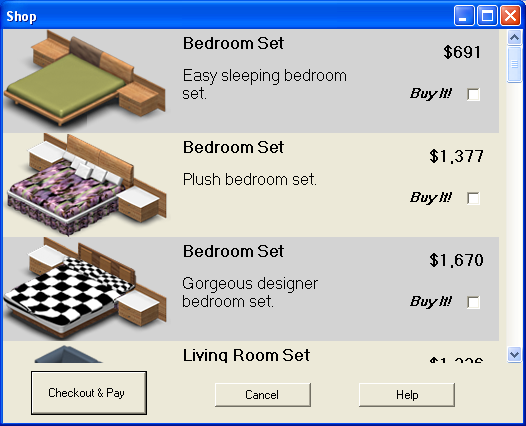 Shop
Bedroom Set
$691
Easy sleeping bedroom
set.
Buy It!
Bedroom Set
$1,377
Plush bedroom set.
Buy It!
Bedroom Set
$1,670
Gorgeous designer
bedroom set.
Buy It!
Living Room Set
Checkout & Pay
Cancel
Help